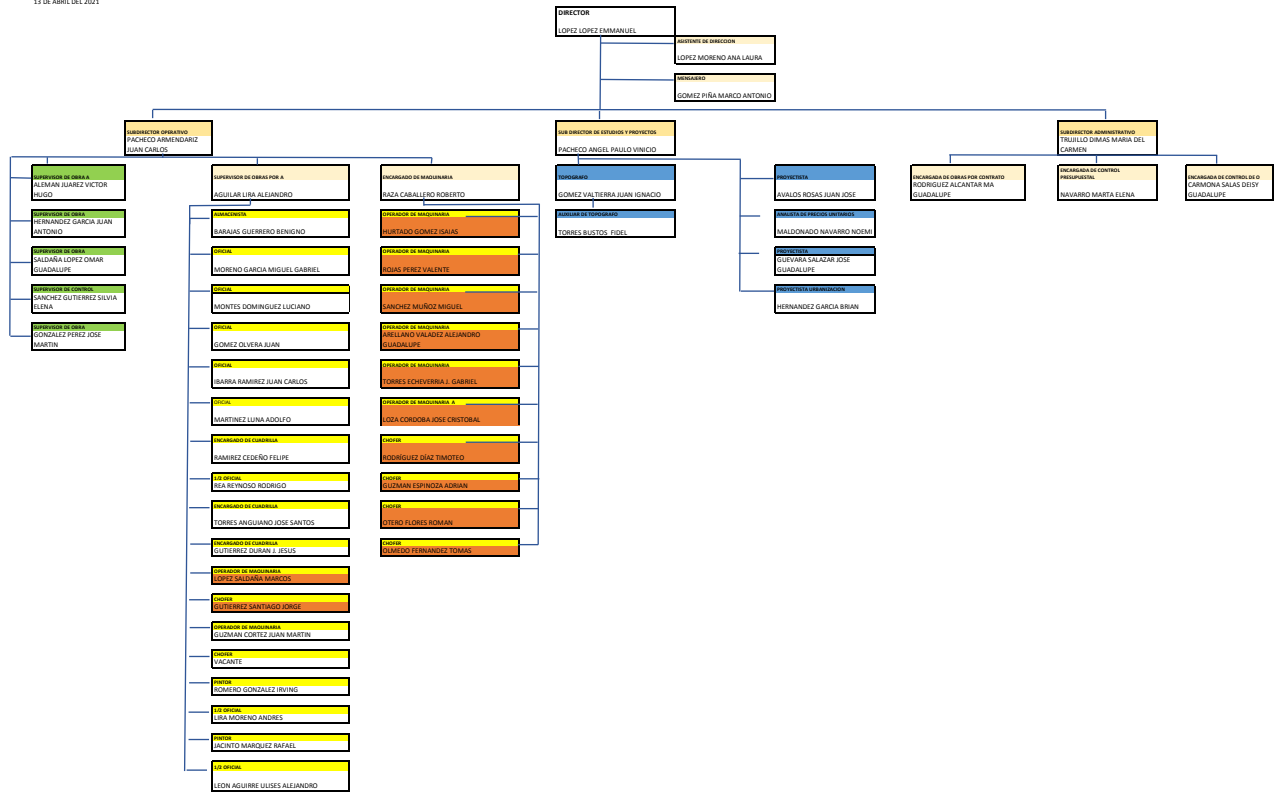 13 DE ABRIL DEL 2021
DIRECTOR
LOPEZ LOPEZ EMMANUEL
ASISTENTE DE DIRECCION
LOPEZ MORENO ANA LAURA
MENSAJERO
GOMEZ PIÑA MARCO ANTONIO
SUBDIRECTOR OPERATIVO
PACHECO ARMENDARIZ
JUAN CARLOS
SUB DIRECTOR DE ESTUDIOS Y PROYECTOS
PACHECO ANGEL PAULO VINICIO
SUBDIRECTOR ADMINISTRATIVO
TRUJILLO DIMAS MARIA DEL
CARMEN
SUPERVISOR DE OBRA A
ALEMAN JUAREZ VICTOR
HUGO
SUPERVISOR DE OBRA
HERNANDEZ GARCIA JUAN
ANTONIO
SUPERVISOR DE OBRA
SALDAÑA LOPEZ OMAR
GUADALUPE
SUPERVISOR DE CONTROL
SANCHEZ GUTIERREZ SILVIA
ELENA
SUPERVISOR DE OBRA
GONZALEZ PEREZ JOSE
MARTIN
SUPERVISOR DE OBRAS POR A
AGUILAR LIRA ALEJANDRO
ALMACENISTA
BARAJAS GUERRERO BENIGNO
OFICIAL
MORENO GARCIA MIGUEL GABRIEL
OFICIAL
MONTES DOMINGUEZ LUCIANO
OFICIAL
GOMEZ OLVERA JUAN
OFICIAL
IBARRA RAMIREZ JUAN CARLOS
OFICIAL
MARTINEZ LUNA ADOLFO
ENCARGADO DE CUADRILLA
RAMIREZ CEDEÑO FELIPE
1/2 OFICIAL
REA REYNOSO RODRIGO
ENCARGADO DE CUADRILLA
TORRES ANGUIANO JOSE SANTOS
ENCARGADO DE CUADRILLA
GUTIERREZ DURAN J. JESUS
OPERADOR DE MAQUINARIA
LOPEZ SALDAÑA MARCOS
CHOFER
GUTIERREZ SANTIAGO JORGE
OPERADOR DE MAQUINARIA
GUZMAN CORTEZ JUAN MARTIN
CHOFER
VACANTE
PINTOR
ROMERO GONZALEZ IRVING
1/2 OFICIAL
LIRA MORENO ANDRES
PINTOR
JACINTO MARQUEZ RAFAEL
1/2 OFICIAL
LEON AGUIRRE ULISES ALEJANDRO
ENCARGADO DE MAQUINARIA
RAZA CABALLERO ROBERTO
OPERADOR DE MAQUINARIA
HURTADO GOMEZ ISAIAS
OPERADOR DE MAQUINARIA
ROJAS PEREZ VALENTE
OPERADOR DE MAQUINARIA
SANCHEZ MUÑOZ MIGUEL
OPERADOR DE MAQUINARIA
ARELLANO VALADEZ ALEJANDRO
GUADALUPE
OPERADOR DE MAQUINARIA
TORRES ECHEVERRIA J. GABRIEL
OPERADOR DE MAQUINARIA A
LOZA CORDOBA JOSE CRISTOBAL
CHOFER
RODRÍGUEZ DÍAZ TIMOTEO
CHOFER
GUZMAN ESPINOZA ADRIAN
CHOFER
OTERO FLORES ROMAN
CHOFER
OLMEDO FERNANDEZ TOMAS
TOPOGRAFO
GOMEZ VALTIERRA JUAN IGNACIO
AUXILIAR DE TOPOGRAFO
TORRES BUSTOS FIDEL
PROYECTISTA
AVALOS ROSAS JUAN JOSE
ANALISTA DE PRECIOS UNITARIOS
MALDONADO NAVARRO NOEMI
PROYECTISTA
GUEVARA SALAZAR JOSE
GUADALUPE
PROYECTISTA URBANIZACIÓN
HERNANDEZ GARCIA BRIAN
ENCARGADA DE OBRAS POR CONTRATO
RODRIGUEZ ALCANTAR MA
GUADALUPE
ENCARGADA DE CONTROL
PRESUPUESTAL
NAVARRO MARTA ELENA
ENCARGADA DE CONTROL DE O
CARMONA SALAS DEISY
GUADALUPE